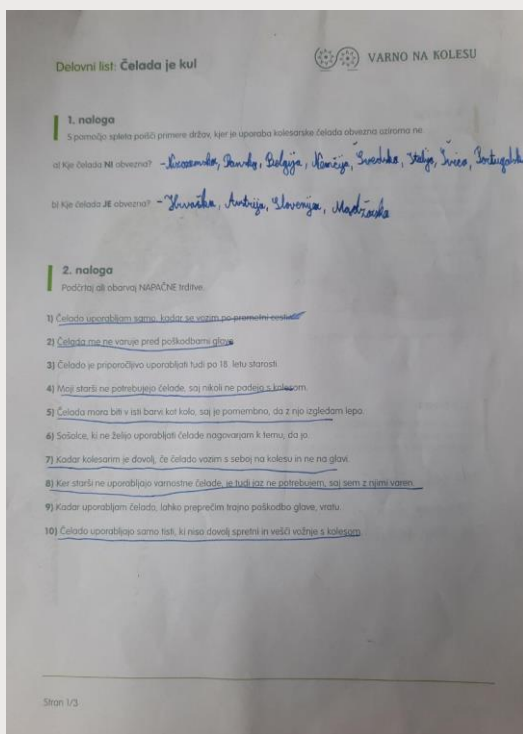 VARNO NA KOLESU
Delovni list: Čelada je kul
1. naloga
S pomočjo spleta poišči primere držav, kjer je uporaba kolesarske čelada obvezna oziroma ne.
a) Kje čelada NI obvezna? - Nizozemska, Danska, Belgija, Nemčija, Švedska, Italija, Švica, Portugalska
b) Kje čelada JE obvezna? - Hrvaška, Avstrija, Slovenija, Madžarska
2. naloga
Podčrtaj ali obarvaj NAPAČNE trditve.
1) Čelado uporabljam samo, kadar se vozim po prometni cesti.
2) Čelada me ne varuje pred poškodbami glave.
3) Čelado je priporočljivo uporabljati tudi po 18. letu starosti.
4) Moji starši ne potrebujejo čelade, saj nikoli ne padejo s kolesom.
5) Čelada mora biti v isti barvi kot kolo, saj je pomembno, da z njo izgledam lepo.
6) Sošolce, ki ne želijo uporabljati čelade nagovarjam k temu, da jo.
7) Kadar kolesarim je dovolj, če čelado vozim s seboj na kolesu in ne na glavi.
8) Ker starši ne uporabljajo varnostne čelade, je tudi jaz ne potrebujem, saj sem z njimi varen.
9) Kadar uporabljam čelado, lahko preprečim trajno poškodbo glave, vratu.
10) Čelado uporabljajo samo tisti, ki niso dovolj spretni in vešči vožnje s kolesom.
Stran 1/3